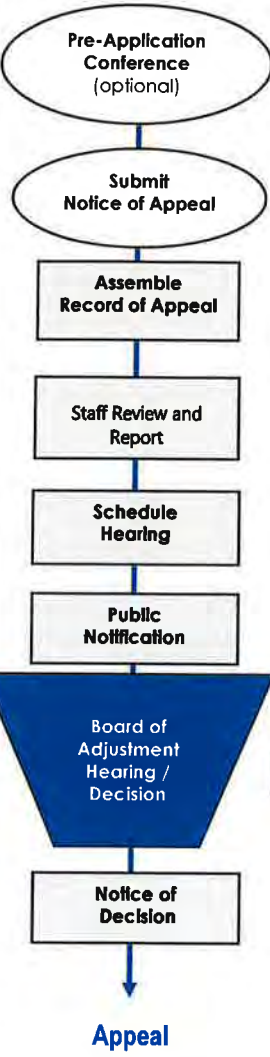 Pre-Application
Conference
(optional)
Submit
Notice of Appeal
Assemble
Record of Appeal
Staff Review and
Report
Schedule
Hearing
Public
Notification
Board of
Adjustment
Hearing /
Decision
Notice of
Decision
Appeal